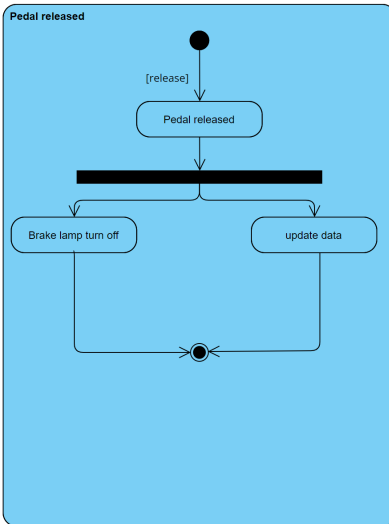 Pedal released
[release]
Pedal released
Brake lamp turn off
update data